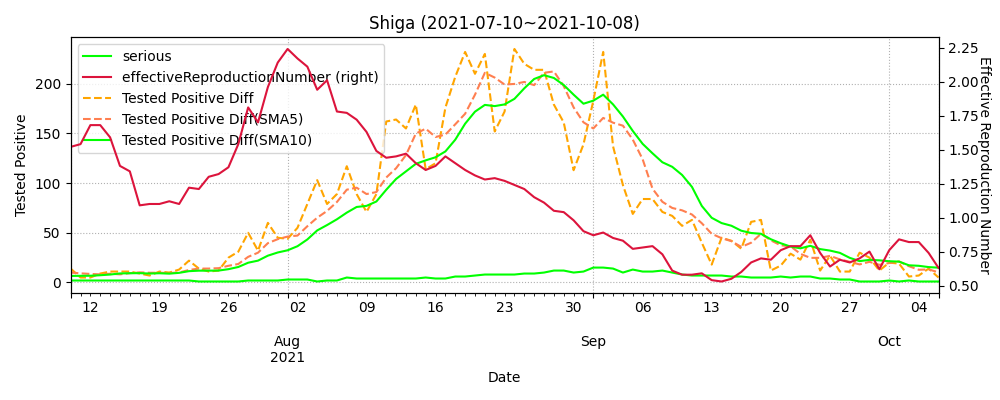 Shiga (2021-07-10~2021-10-08)
serious
effectiveReproductionNumber (right)
Tested Positive Diff
Tested Positive Diff(SMA5)
Tested Positive Diff(SMA10)
Tested Positive
200
150
100
50
0
2.25
2.00
1.75
1.50
1.25
1.00
0.75
0.50
Effective Reproduction Number
12 19 26 02 09 16 23 30 06 13 20 27 04
Aug Sep Oct
2021
Date